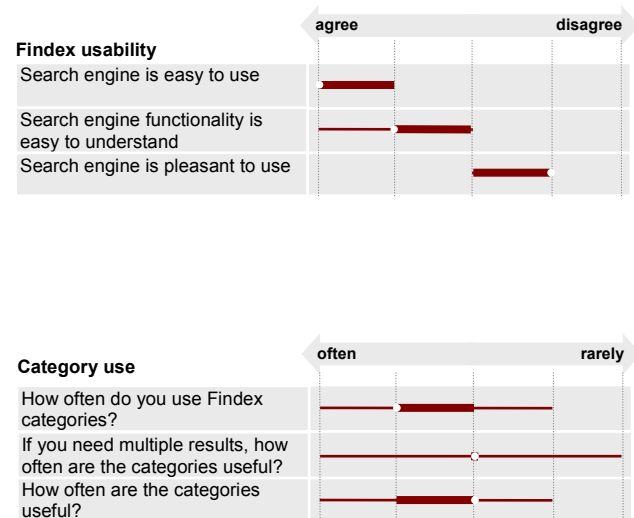 agree disagree
Findex usability
Search engine is easy to use
Search engine functionality is
easy to understand
Search engine is pleasant to use
often rarely
Category use
How often do you use Findex
categories?
If you need multiple results, how
often are the categories useful?
How often are the categories
useful?